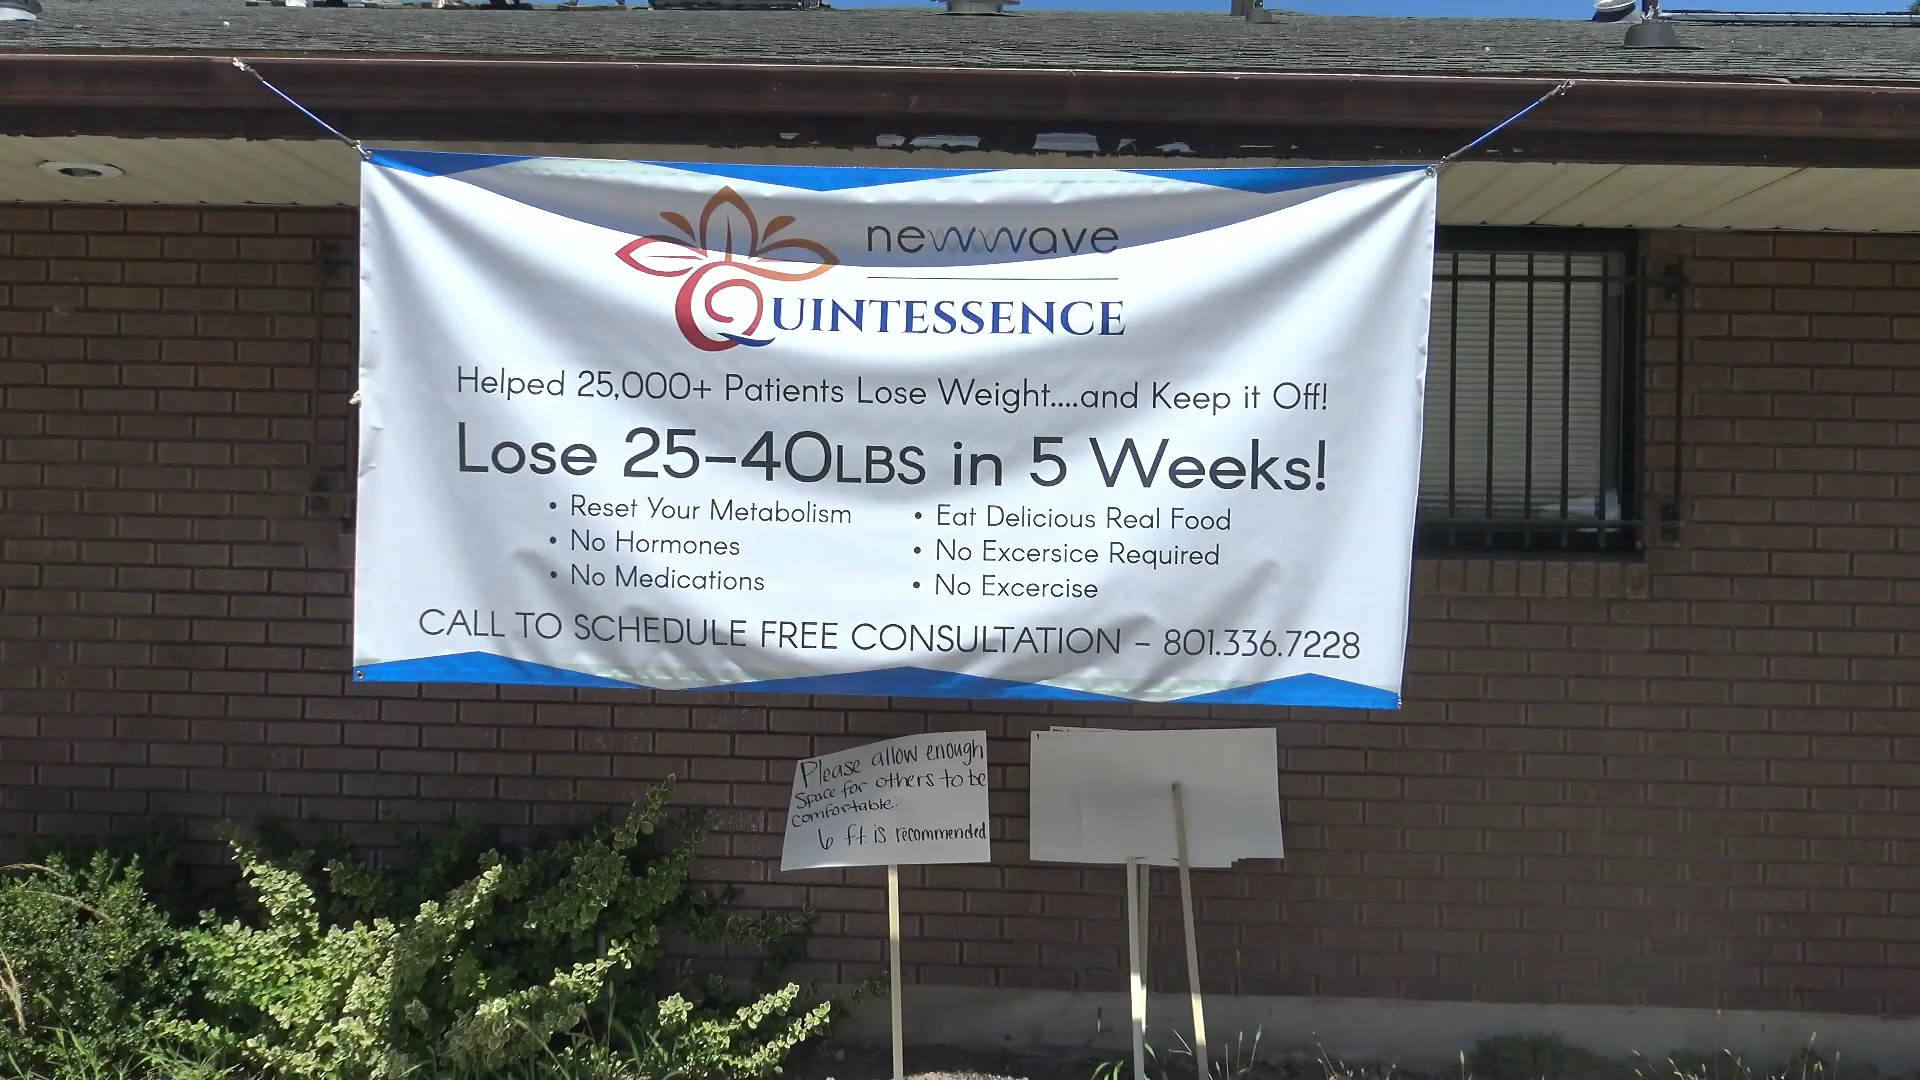 newwave
QUINTESSENCE
Helped 25,000+ Patients Lose Weight....and Keep it Off!
Lose 25-40LBS in 5 Weeks!
• Reset Your Metabolism
• No Hormones
• No Medications
• Eat Delicious Real Food
• No Excersice Required
• No Excercise
CALL TO SCHEDULE FREE CONSULTATION - 801.336.7228
Please allow enough
space for others to be
comfortable.
6 ft. is recommended